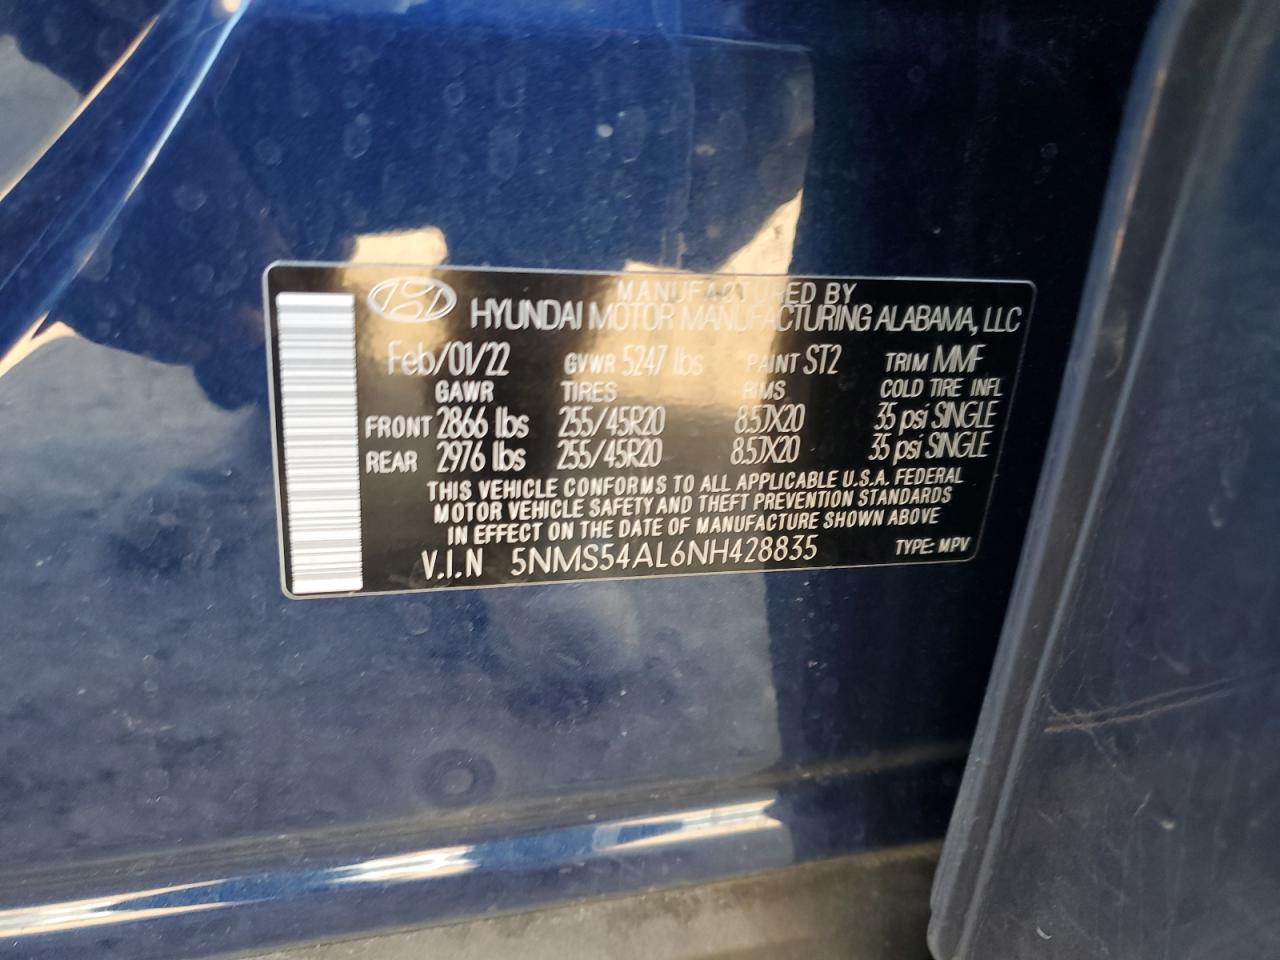 MANUFACTURED BY
HYUNDAI MOTOR MANUFACTURING ALABAMA, LLC
Feb/01/22 GVWR 5247 lbs PAINT ST2 TRIM MMF
GAWR TIRES RIMS COLD TIRE INFL
FRONT 2866 lbs 255/45R20 8.5JX20 35 psi SINGLE
REAR 2976 lbs 255/45R20 8.5JX20 35 psi SINGLE
THIS VEHICLE CONFORMS TO ALL APPLICABLE U.S.A. FEDERAL
MOTOR VEHICLE SAFETY AND THEFT PREVENTION STANDARDS
IN EFFECT ON THE DATE OF MANUFACTURE SHOWN ABOVE
V.I.N 5NMS54AL6NH428835 TYPE: MPV